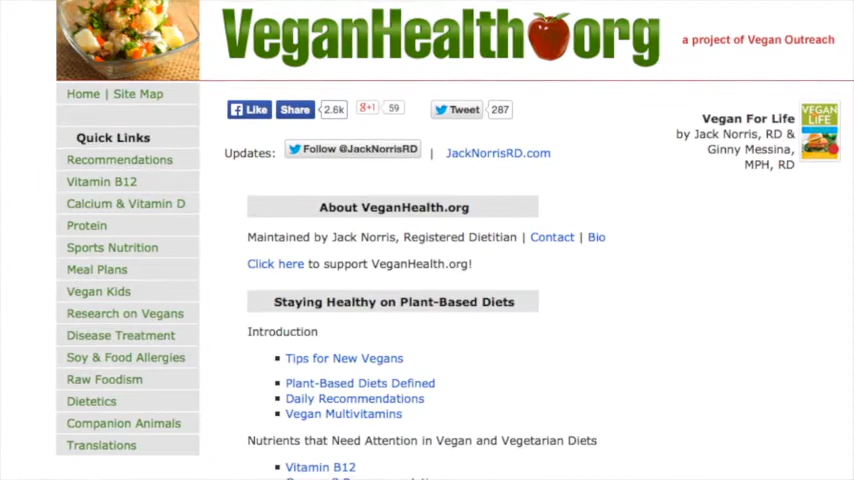 VeganHealth org
a project of Vegan Outreach
Home | Site Map
Quick Links
Recommendations
Vitamin B12
Calcium & Vitamin D
Protein
Sports Nutrition
Meal Plans
Vegan Kids
Research on Vegans
Disease Treatment
Soy & Food Allergies
Raw Foodism
Dietetics
Companion Animals
Translations
Like Share 2.6k g+1 59 Tweet 287
Updates: Follow @JackNorrisRD | JackNorrisRD.com
Vegan For Life
by Jack Norris, RD &
Ginny Messina,
MPH, RD
VEGAN
LIFE
About VeganHealth.org
Maintained by Jack Norris, Registered Dietitian | Contact | Bio
Click here to support VeganHealth.org!
Staying Healthy on Plant-Based Diets
Introduction
Tips for New Vegans
Plant-Based Diets Defined
Daily Recommendations
Vegan Multivitamins
Nutrients that Need Attention in Vegan and Vegetarian Diets
Vitamin B12